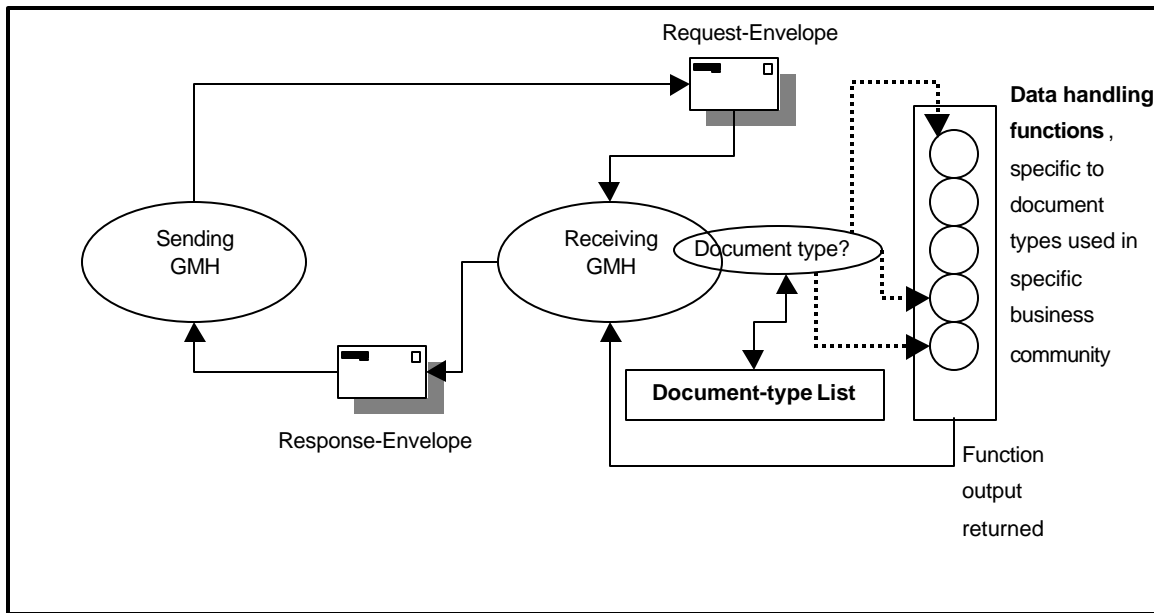 Request-Envelope
Data handling
functions ,
specific to
document
types used in
specific
business
community
Sending
GMH
Receiving
GMH
Document type?
Document-type List
Response-Envelope
Function
output
returned